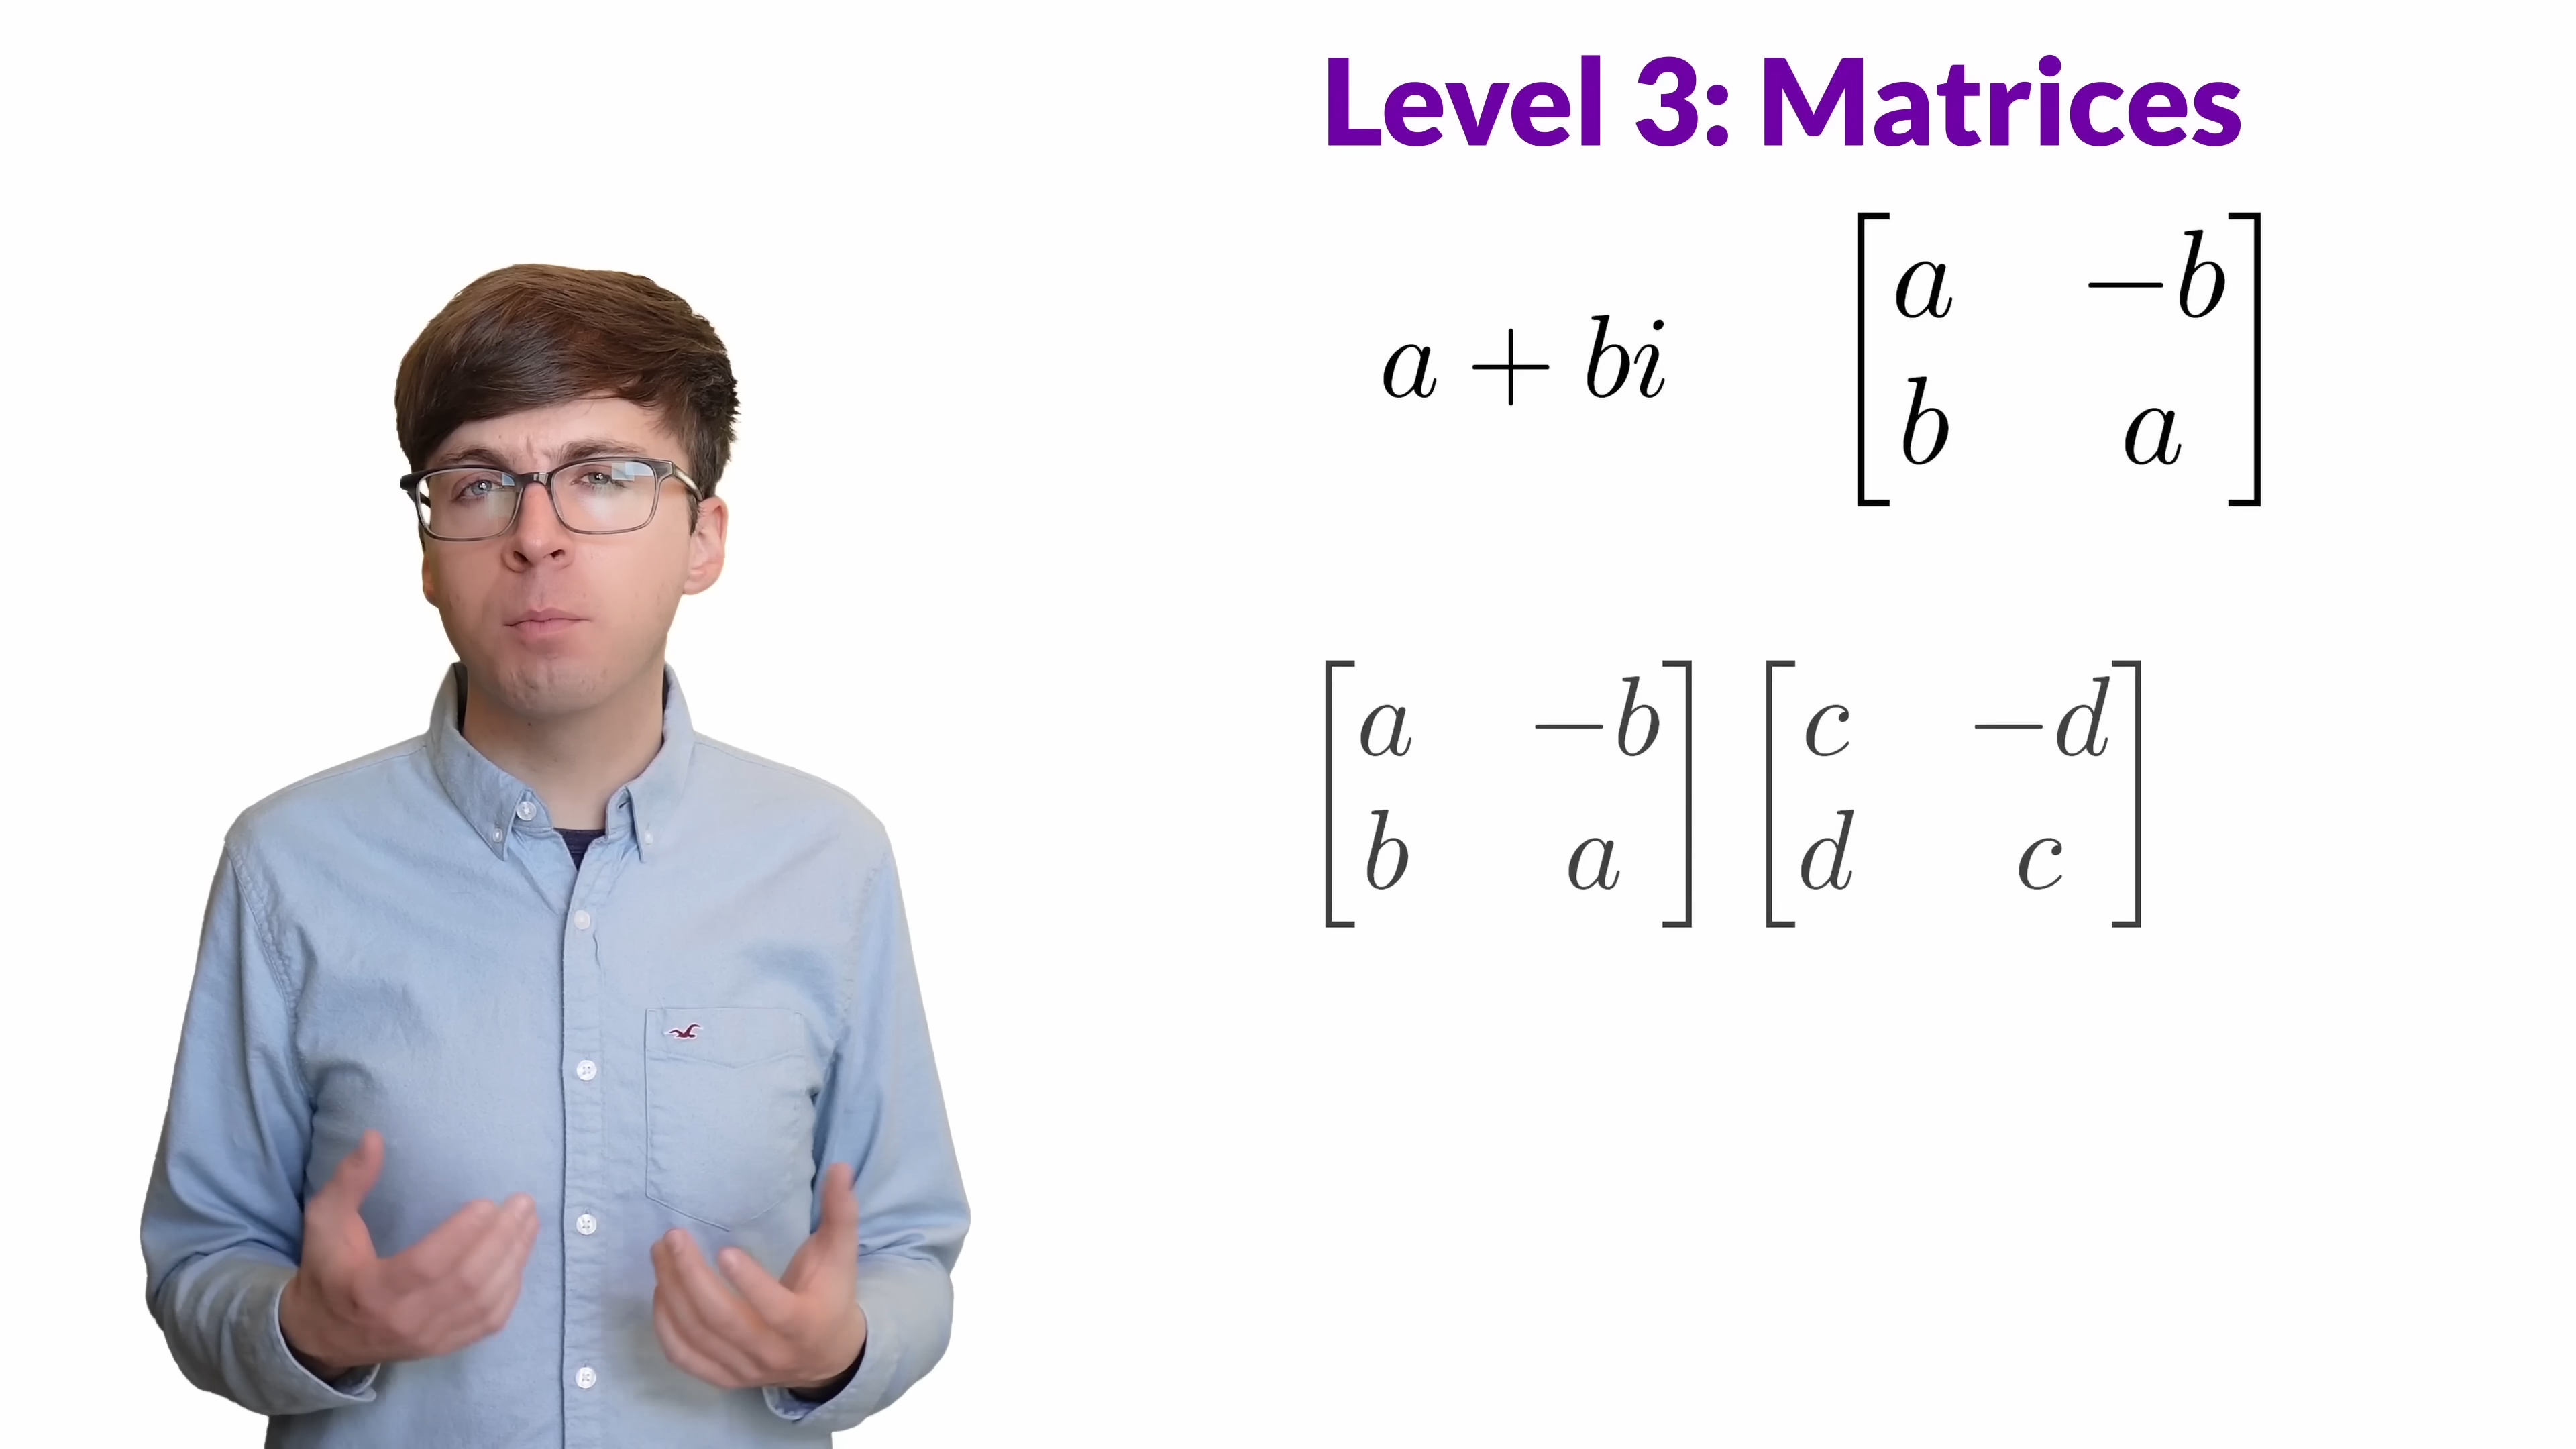 Level 3: Matrices
a + bi [a −b
b a]
[a −b [c −d
b a] d c]